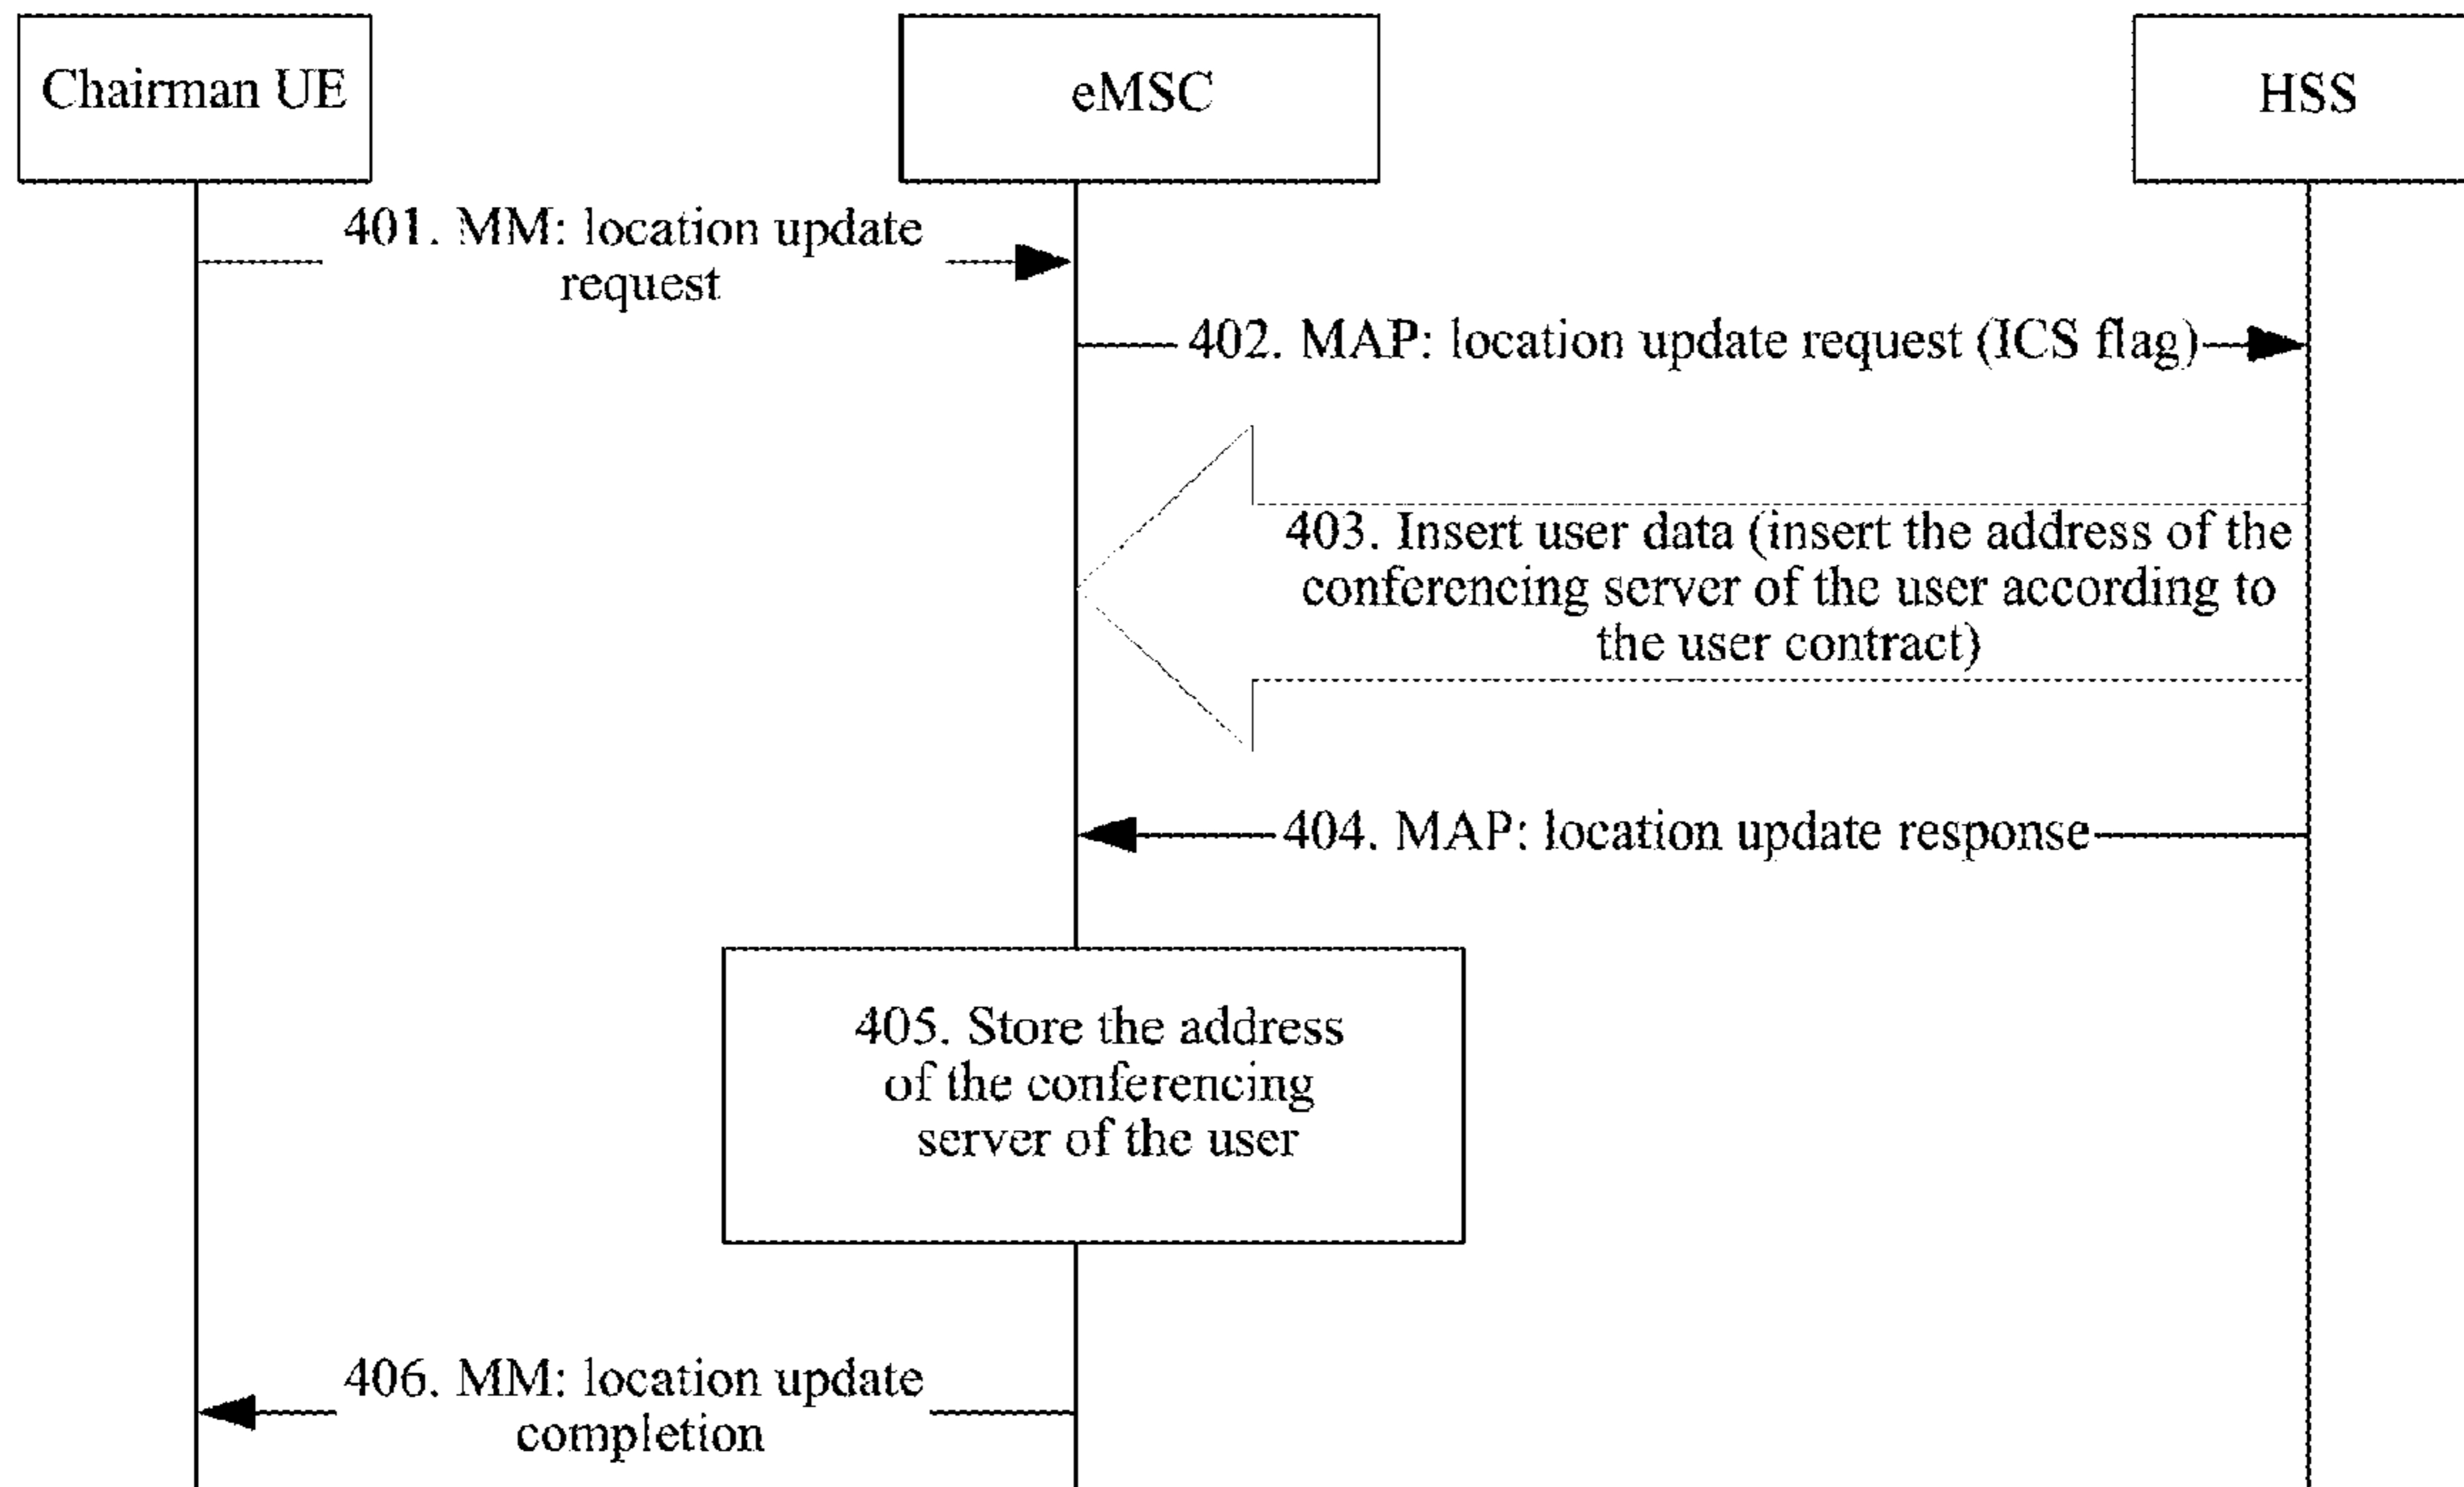 Chairman UE
eMSC
HSS
401. MM: location update
request
402. MAP: location update request (ICS flag)
403. Insert user data (insert the address of the
conferencing server of the user according to
the user contract)
404. MAP: location update response
405. Store the address
of the conferencing
server of the user
406. MM: location update
completion